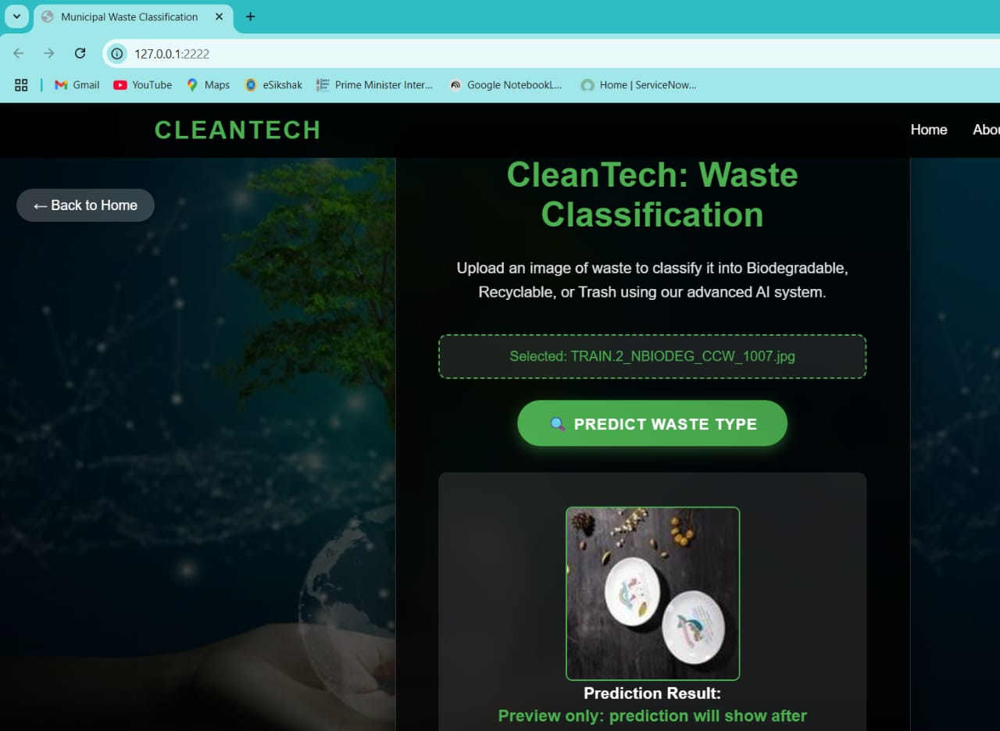 Municipal Waste Classification
127.0.0.1:2222
Gmail YouTube Maps eSikshak Prime Minister Inter... Google NotebookL... Home | ServiceNow...
CLEANTECH Home Abou
← Back to Home
CleanTech: Waste
Classification
Upload an image of waste to classify it into Biodegradable,
Recyclable, or Trash using our advanced AI system.
Selected: TRAIN.2_NBIODEG_CCW_1007.jpg
PREDICT WASTE TYPE
Prediction Result:
Preview only: prediction will show after